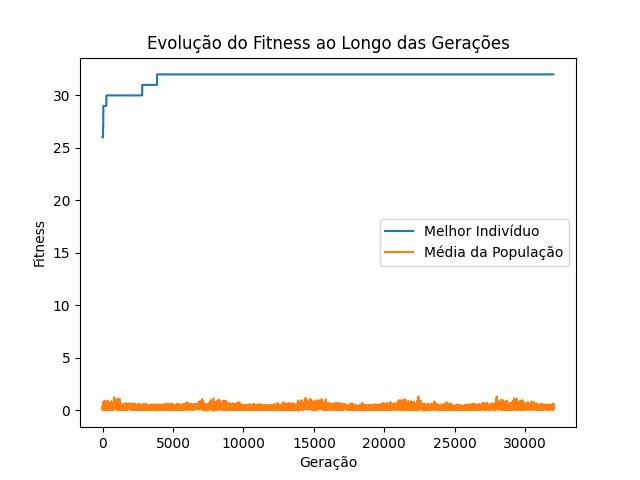 Evolução do Fitness ao Longo das Gerações
30
25
20
15
10
5
0
Fitness
Melhor Indivíduo
Média da População
0 5000 10000 15000 20000 25000 30000
Geração